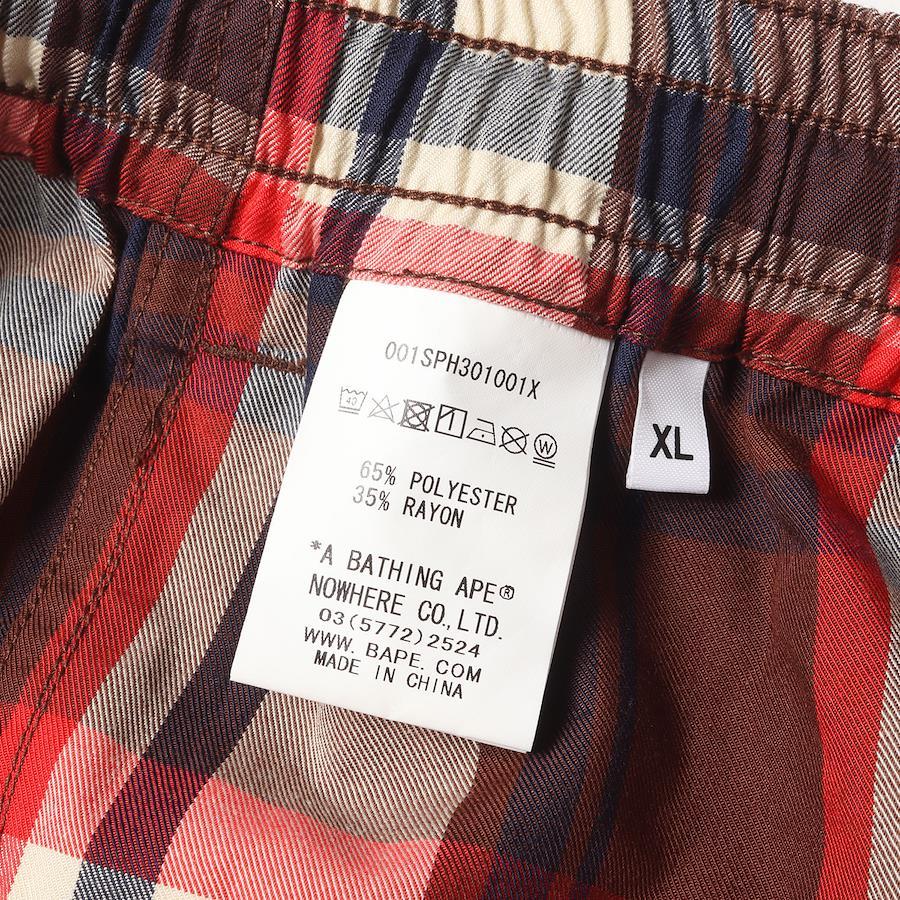 001SPH301001X
40 W
65% POLYESTER
35% RAYON
*A BATHING APE®
NOWHERE CO., LTD.
03(5772)2524
WWW. BAPE. COM
MADE IN CHINA
XL